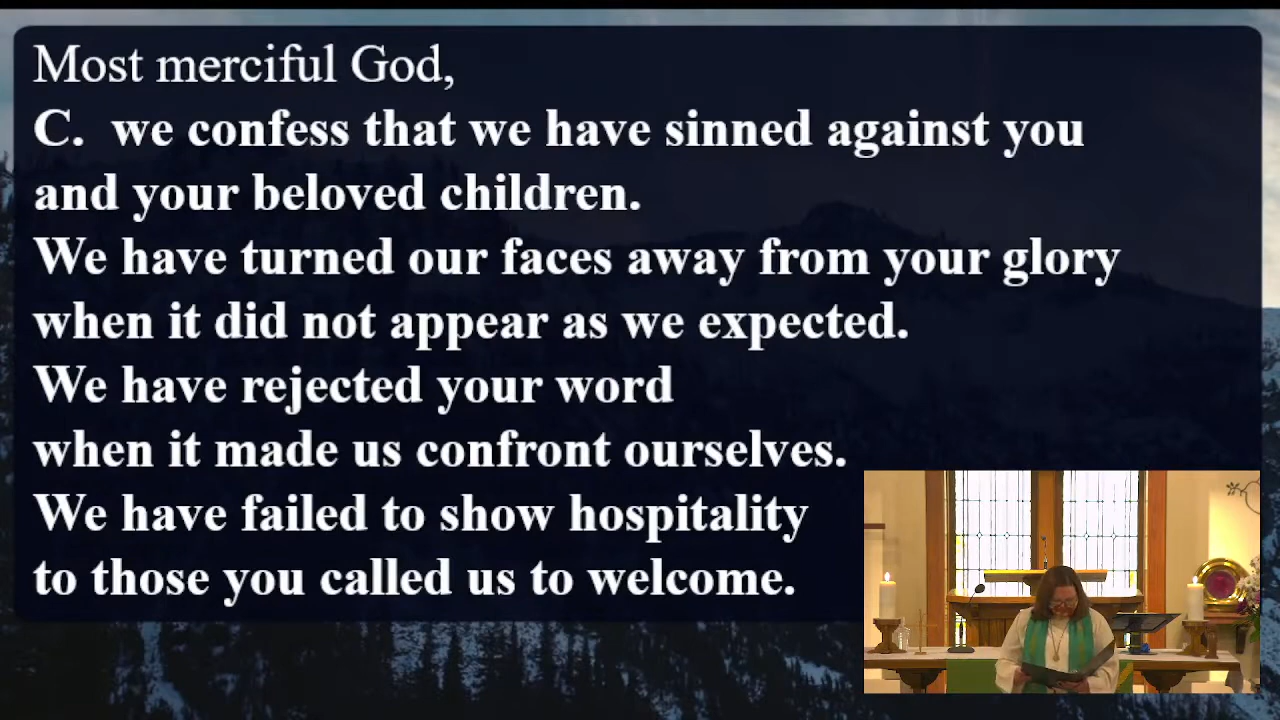 Most merciful God,
C. we confess that we have sinned against you
and your beloved children.
We have turned our faces away from your glory
when it did not appear as we expected.
We have rejected your word
when it made us confront ourselves.
We have failed to show hospitality
to those you called us to welcome.